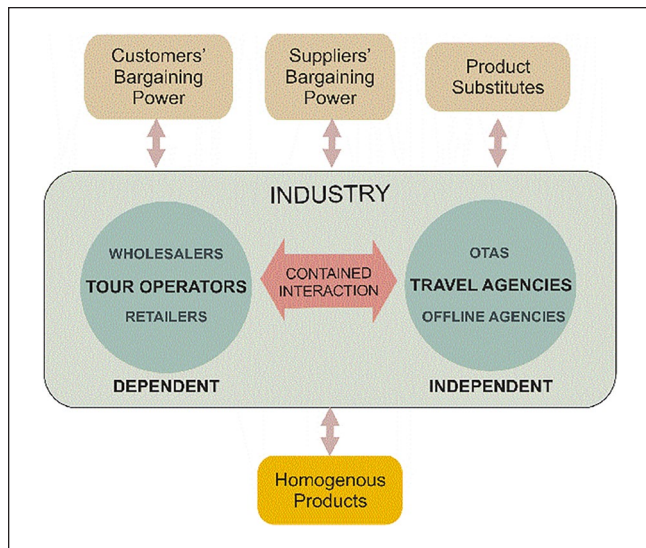 Customers'
Bargaining
Power
Suppliers'
Bargaining
Power
Product
Substitutes
INDUSTRY
WHOLESALERS
TOUR OPERATORS
RETAILERS
CONTAINED
INTERACTION
OTAS
TRAVEL AGENCIES
OFFLINE AGENCIES
DEPENDENT
INDEPENDENT
Homogenous
Products